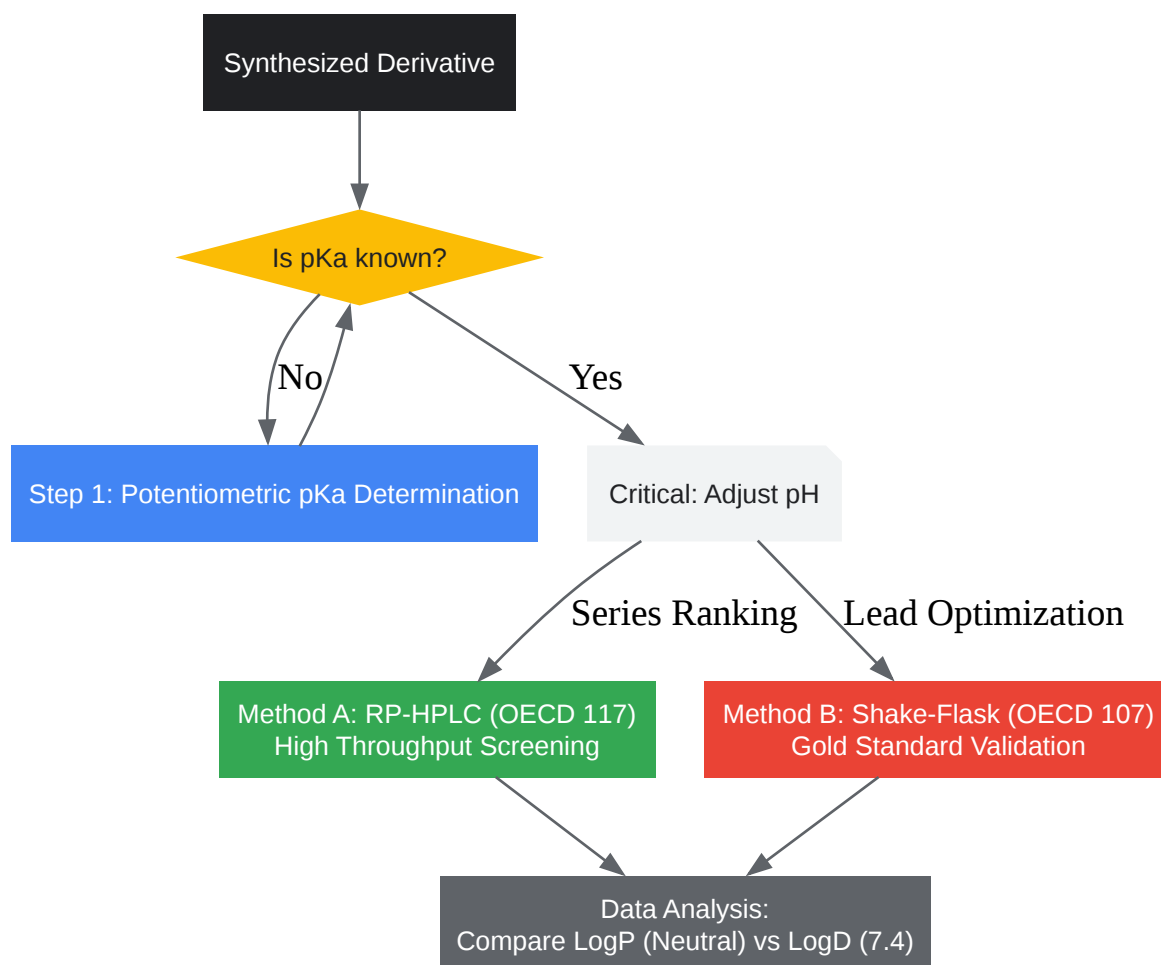 Synthesized Derivative
Is pKa known?
No
Yes
Step 1: Potentiometric pKa Determination
Critical: Adjust pH
Series Ranking
Lead Optimization
Method A: RP-HPLC (OECD 117)
High Throughput Screening
Method B: Shake-Flask (OECD 107)
Gold Standard Validation
Data Analysis:
Compare LogP (Neutral) vs LogD (7.4)